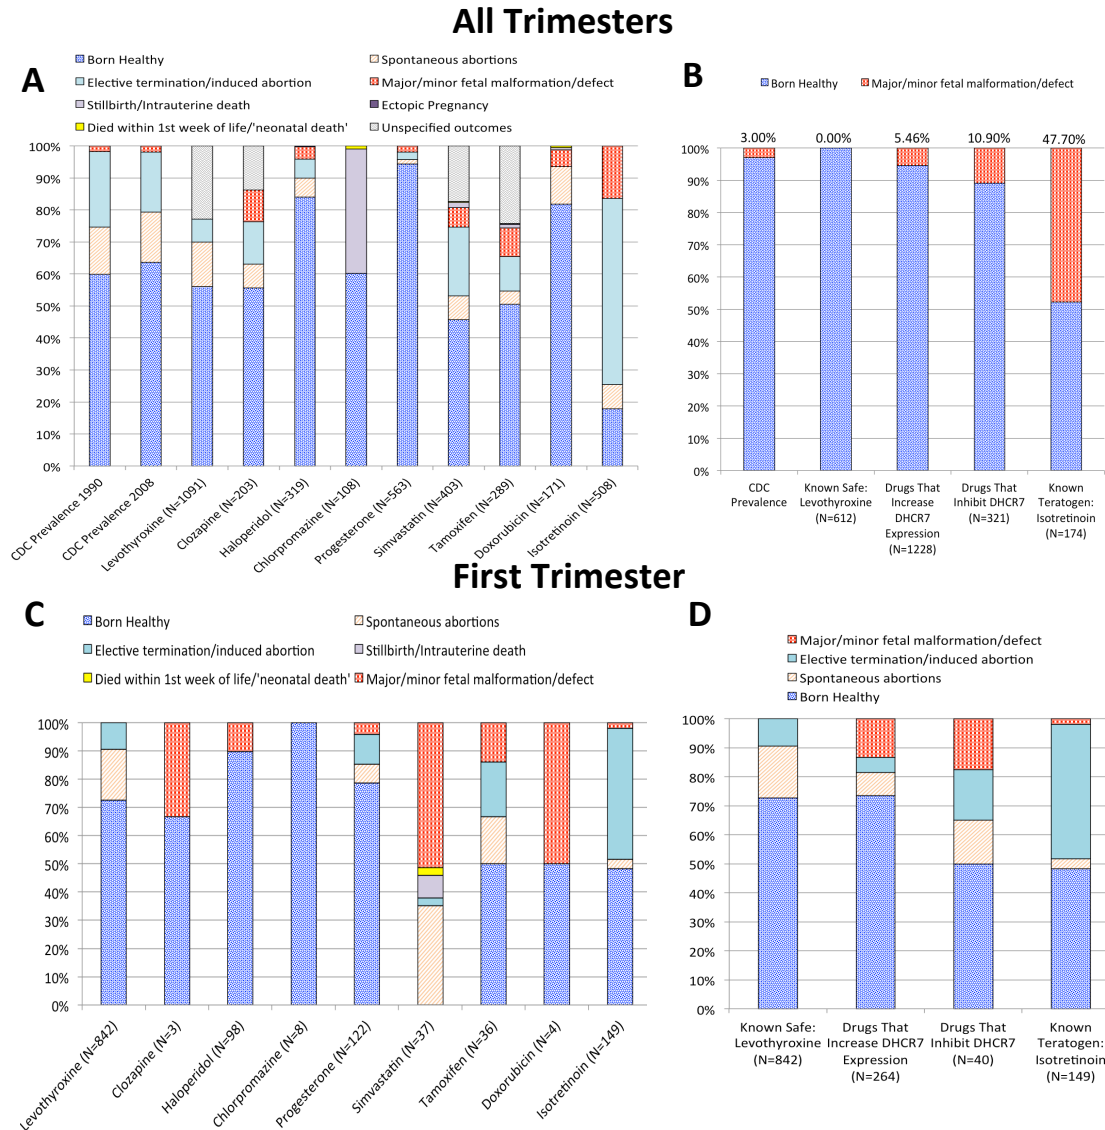 All Trimesters
A
Born Healthy
Spontaneous abortions
Elective termination/induced abortion
Major/minor fetal malformation/defect
Stillbirth/Intrauterine death
Ectopic Pregnancy
Died within 1st week of life/'neonatal death'
Unspecified outcomes
100%
90%
80%
70%
60%
50%
40%
30%
20%
10%
0%
CDC Prevalence 1990
CDC Prevalence 2008
Levothyroxine (N=1091)
Clozapine (N=203)
Haloperidol (N=319)
Chlorpromazine (N=108)
Progesterone (N=563)
Simvastatin (N=403)
Tamoxifen (N=289)
Doxorubicin (N=171)
Isotretinoin (N=508)
B
Born Healthy
Major/minor fetal malformation/defect
3.00%
0.00%
5.46%
10.90%
47.70%
100%
90%
80%
70%
60%
50%
40%
30%
20%
10%
0%
CDC
Prevalence
Known Safe:
Levothyroxine
(N=612)
Drugs That
Increase
DHCR7
Expression
(N=1228)
Drugs That
Inhibit DHCR7
(N=321)
Known
Teratogen:
Isotretinoin
(N=174)
First Trimester
C
Born Healthy
Spontaneous abortions
Elective termination/induced abortion
Stillbirth/Intrauterine death
Died within 1st week of life/'neonatal death'
Major/minor fetal malformation/defect
100%
90%
80%
70%
60%
50%
40%
30%
20%
10%
0%
Levothyroxine (N=842)
Clozapine (N=3)
Haloperidol (N=98)
Chlorpromazine (N=8)
Progesterone (N=122)
Simvastatin (N=37)
Tamoxifen (N=36)
Doxorubicin (N=4)
Isotretinoin (N=149)
D
Major/minor fetal malformation/defect
Elective termination/induced abortion
Spontaneous abortions
Born Healthy
100%
90%
80%
70%
60%
50%
40%
30%
20%
10%
0%
Known Safe:
Levothyroxine
(N=842)
Drugs That
Increase DHCR7
Expression
(N=264)
Drugs That
Inhibit DHCR7
(N=40)
Known
Teratogen:
Isotretinoin
(N=149)